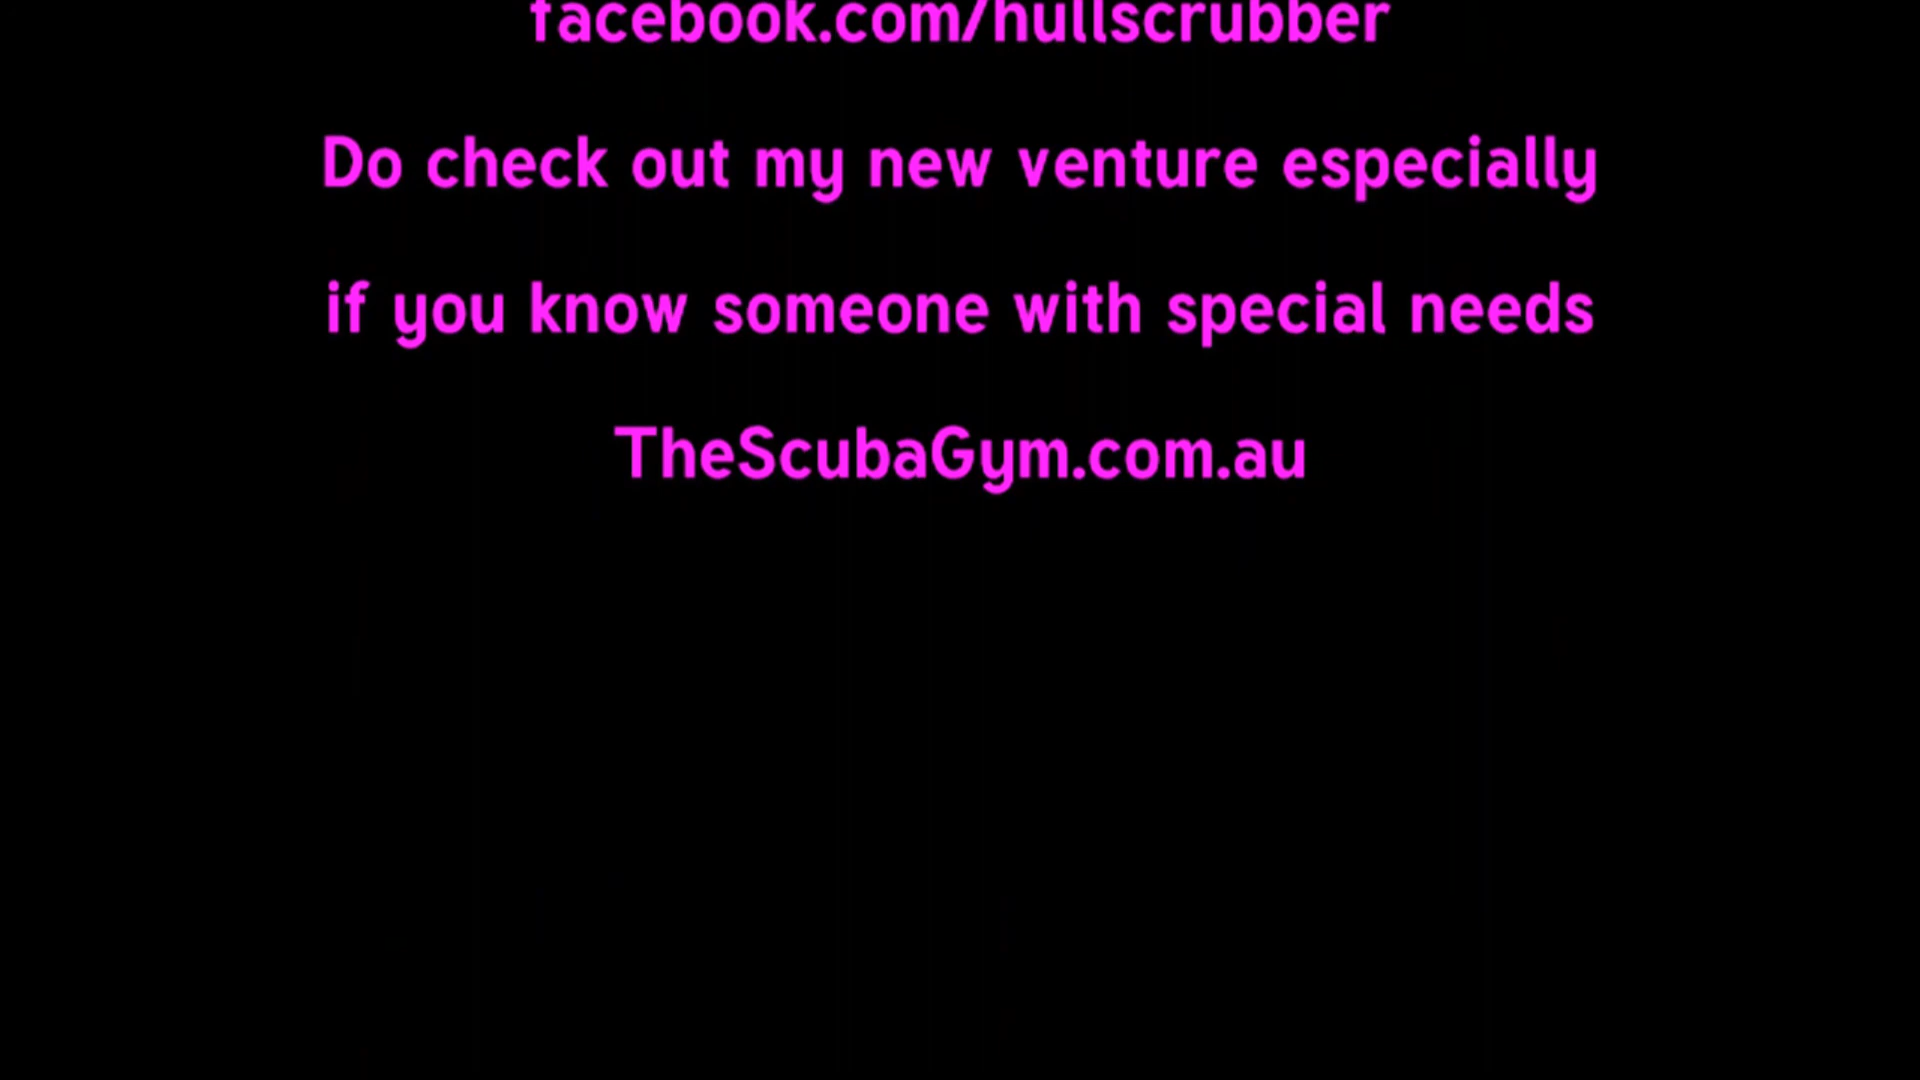 facebook.com/hullscrubber
Do check out my new venture especially
if you know someone with special needs
TheScubaGym.com.au